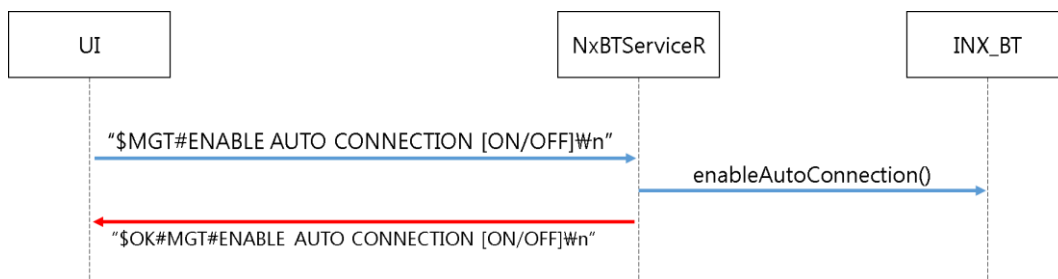 UI
NxBTServiceR
INX_BT
“$MGT#ENABLE AUTO CONNECTION [ON/OFF]₩n”
enableAutoConnection()
“$OK#MGT#ENABLE AUTO CONNECTION [ON/OFF]₩n”